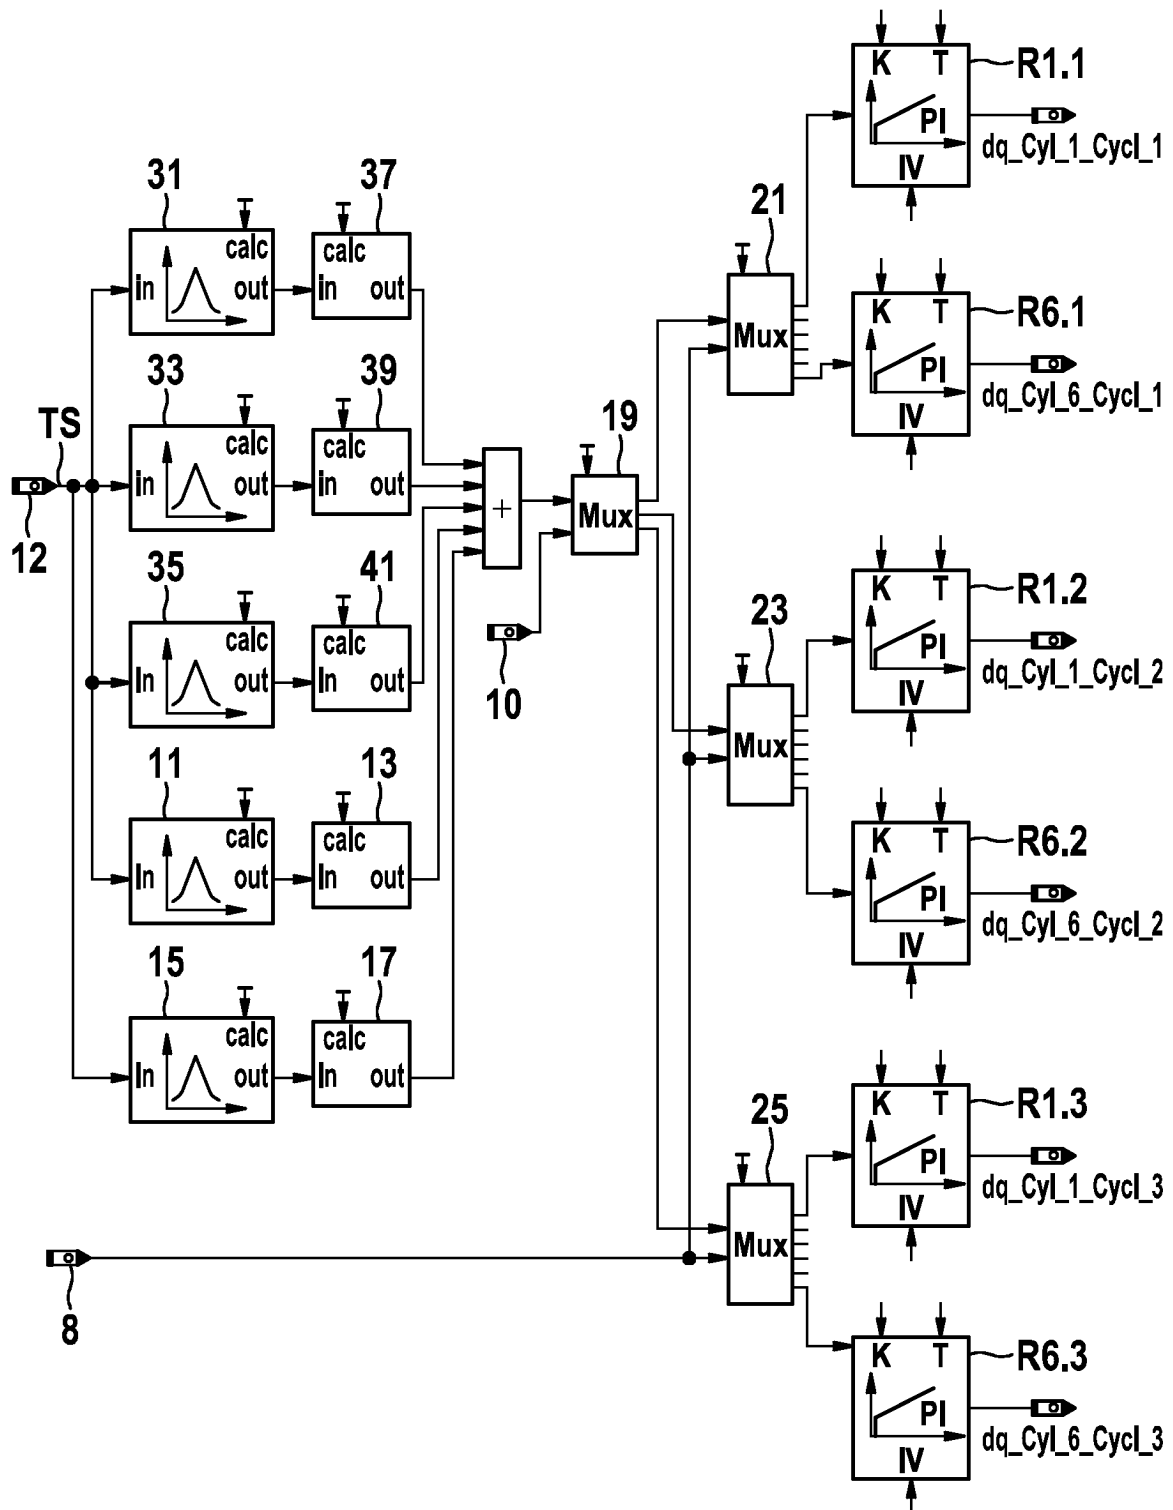 K T R1.1
PI
IV
dq_Cyl_1_Cycl_1
31 37
calc
in out
calc
in out
21
Mux
K T R6.1
PI
IV
dq_Cyl_6_Cycl_1
33 39
calc
in out
calc
in out
TS
12
+
19
Mux
10
35 41
calc
In out
calc
In out
23
Mux
K T R1.2
PI
IV
dq_Cyl_1_Cycl_2
11 13
calc
In out
calc
In out
K T R6.2
PI
IV
dq_Cyl_6_Cycl_2
15 17
calc
In out
calc
In out
25
Mux
K T R1.3
PI
IV
dq_Cyl_1_Cycl_3
8
K T R6.3
PI
IV
dq_Cyl_6_Cycl_3